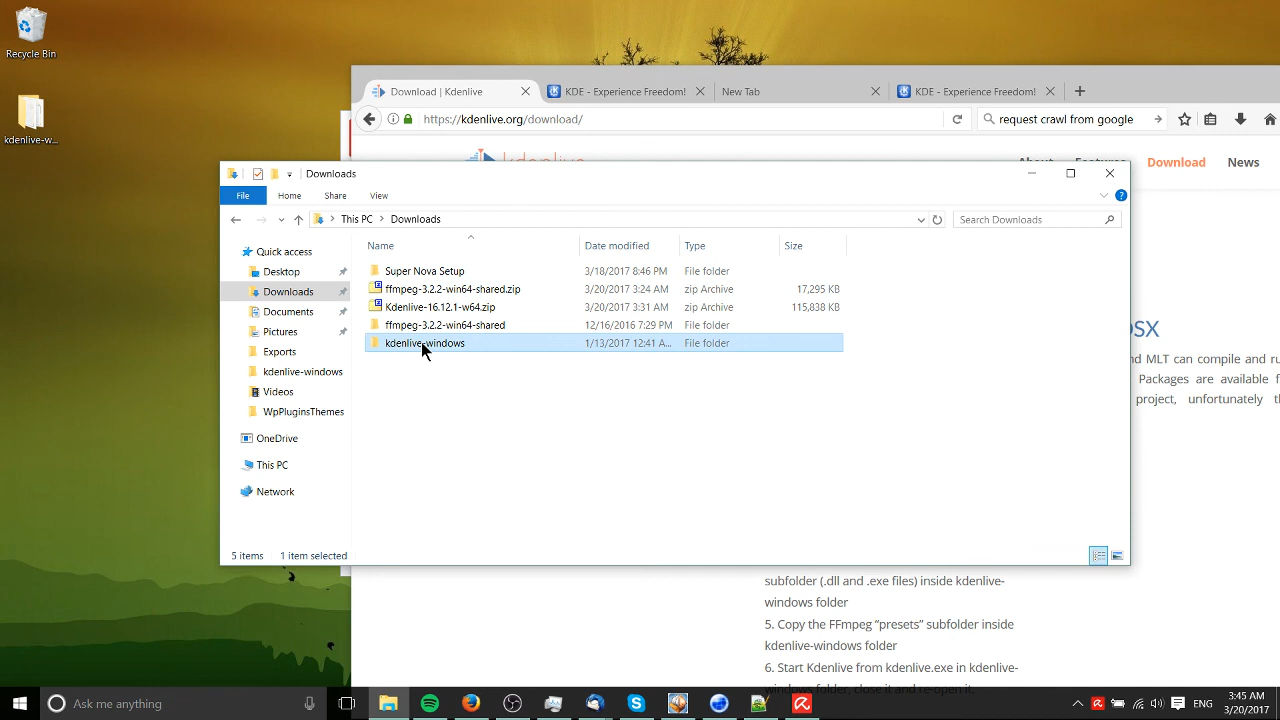 Recycle Bin
kdenlive-w...
Download | Kdenlive
KDE - Experience Freedom!
New Tab
KDE - Experience Freedom!
https://kdenlive.org/download/
request crawl from google
About Features Download News
Downloads
File Home Share View
This PC Downloads
Search Downloads
Quick access
Desktop
Downloads
Documents
Pictures
Exports
kdenlive-windows
Videos
WpPluginsThemes
OneDrive
This PC
Network
Name Date modified Type Size
Super Nova Setup 3/18/2017 8:46 PM File folder
ffmpeg-3.2.2-win64-shared.zip 3/20/2017 3:24 AM zip Archive 17,295 KB
Kdenlive-16.12.1-w64.zip 3/20/2017 3:31 AM zip Archive 115,838 KB
ffmpeg-3.2.2-win64-shared 12/16/2016 7:29 PM File folder
kdenlive-windows 1/13/2017 12:41 A... File folder
5 items 1 item selected
OSX
nd MLT can compile and ru
Packages are available f
project, unfortunately th
subfolder (.dll and .exe files) inside kdenlive-
windows folder
5. Copy the FFmpeg “presets” subfolder inside
kdenlive-windows folder
6. Start Kdenlive from kdenlive.exe in kdenlive-
windows folder, close it and re-open it.
Ask me anything
ENG
3:45 AM
3/20/2017